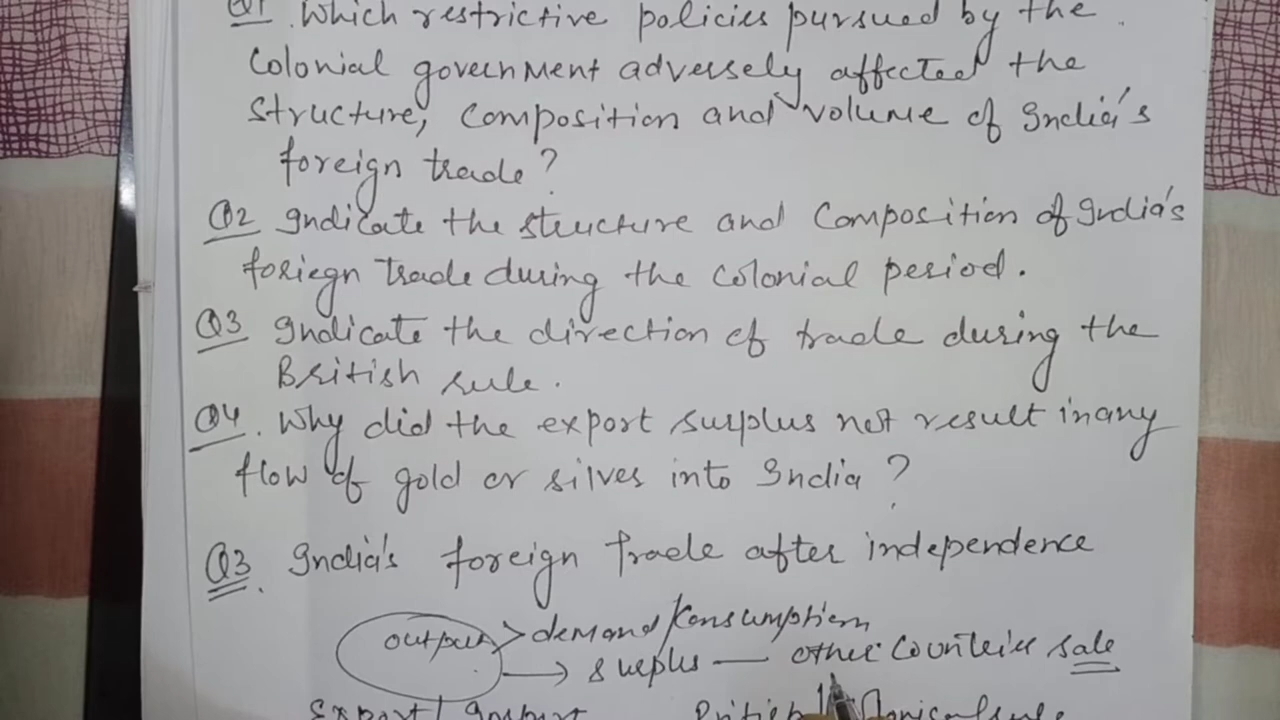 Q1. Which restrictive policies pursued by the
Colonial government adversely affected the
structure, composition and volume of India's
foreign trade?
Q2 Indicate the structure and Composition of India's
foriegn trade during the colonial period.
Q3 Indicate the direction of trade during the
British rule.
Q4. Why did the export surplus not result in any
flow of gold or silver into India?
Q3. India's foreign trade after independence
output > demand/consumption
→ surplus — other Countries sale
Export/ Import